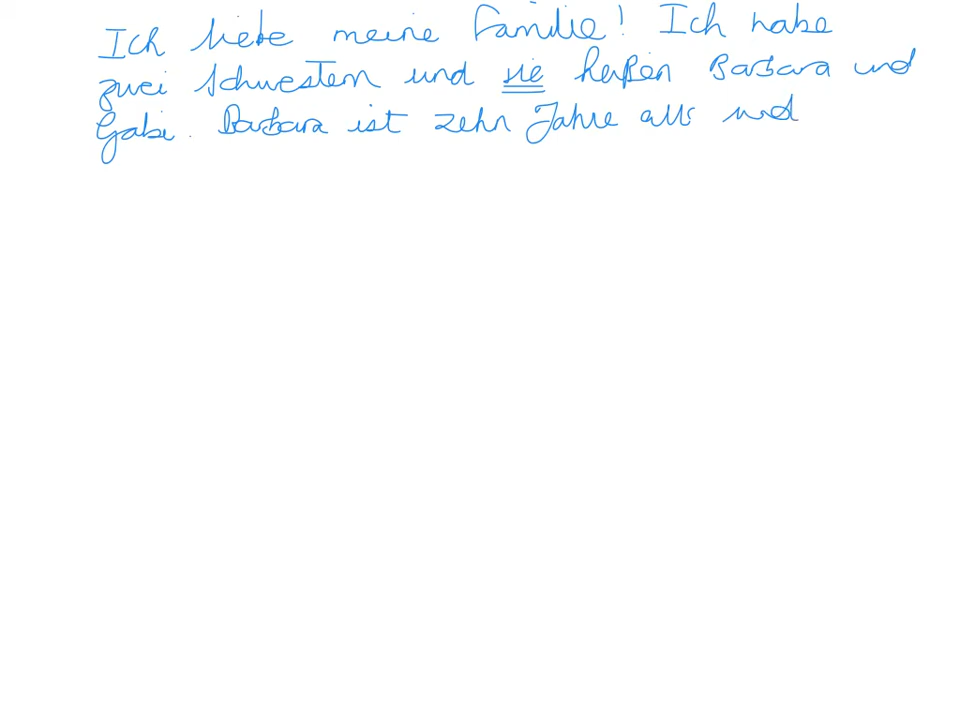 Ich liebe meine Familie! Ich habe
zwei Schwestern und sie heißen Barbara und
Gabi. Barbara ist zehn Jahre alt und